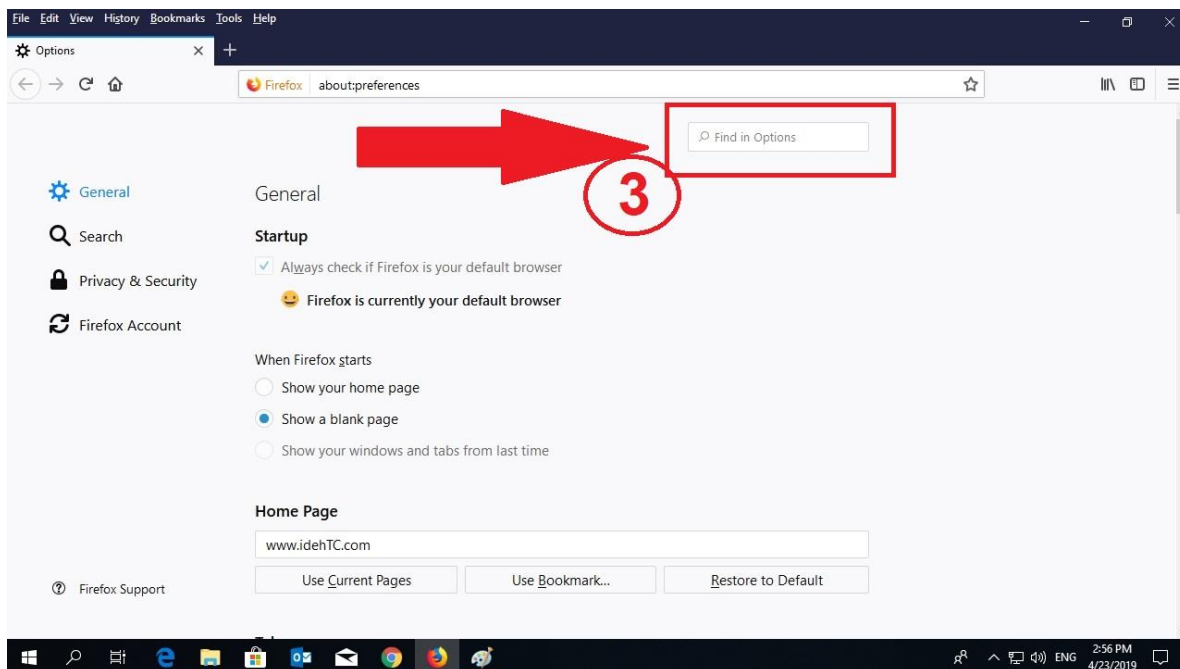 File Edit View History Bookmarks Tools Help
Options
Firefox about:preferences
Find in Options
3
General
Search
Privacy & Security
Firefox Account
Firefox Support
General
Startup
Always check if Firefox is your default browser
Firefox is currently your default browser
When Firefox starts
Show your home page
Show a blank page
Show your windows and tabs from last time
Home Page
www.idehTC.com
Use Current Pages Use Bookmark... Restore to Default
ENG
2:56 PM
4/23/2019